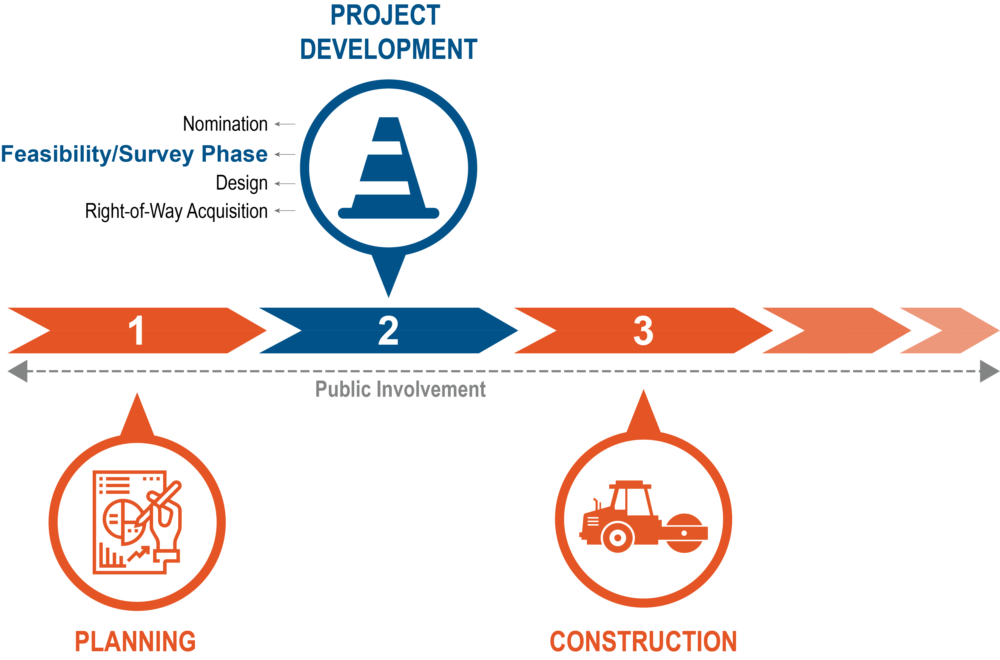 PROJECT
DEVELOPMENT
Nomination
Feasibility/Survey Phase
Design
Right-of-Way Acquisition
1
2
3
Public Involvement
PLANNING
CONSTRUCTION